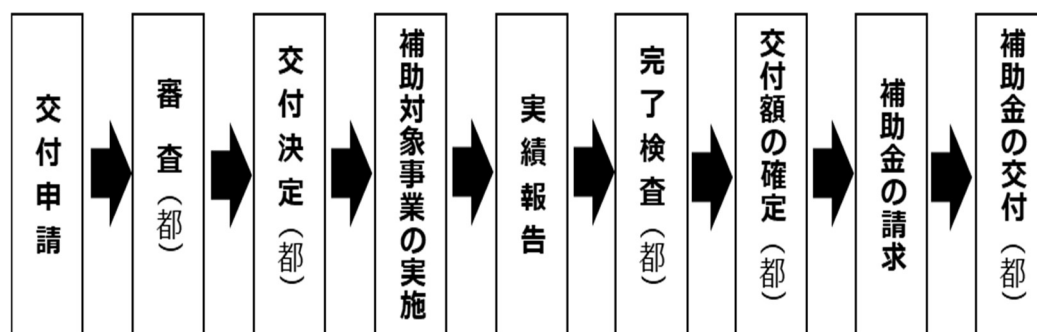 交付申請
審査（都）
交付決定（都）
補助対象事業の実施
実績報告
完了検査（都）
交付額の確定（都）
補助金の請求
補助金の交付（都）